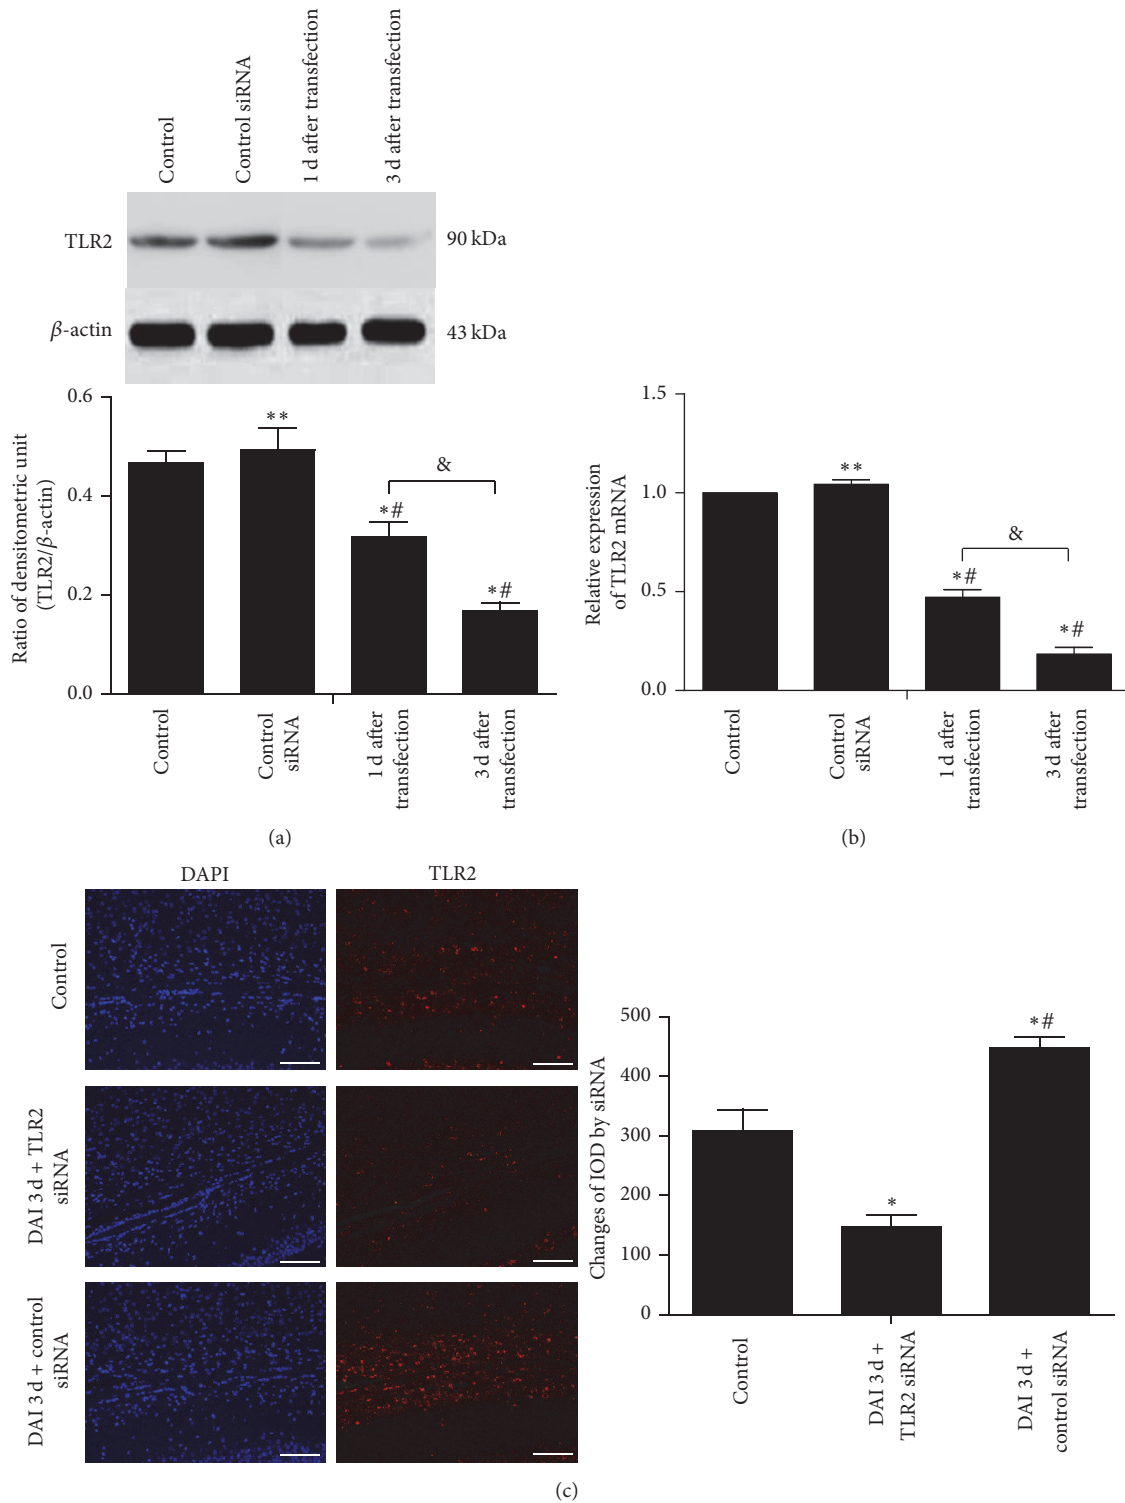 Control
Control siRNA
1 d after transfection
3 d after transfection
TLR2
90 kDa
β-actin
43 kDa
Ratio of densitometric unit
(TLR2/β-actin)
0.6
0.4
0.2
0.0
**
*#
&
*#
Control
Control
siRNA
1 d after
transfection
3 d after
transfection
(a)
Relative expression
of TLR2 mRNA
1.5
1.0
0.5
0.0
**
*#
&
*#
Control
Control
siRNA
1 d after
transfection
3 d after
transfection
(b)
DAPI
TLR2
Control
DAI 3 d + TLR2
siRNA
DAI 3 d + control
siRNA
Changes of IOD by siRNA
500
400
300
200
100
0
*
*#
Control
DAI 3 d +
TLR2 siRNA
DAI 3 d +
control siRNA
(c)